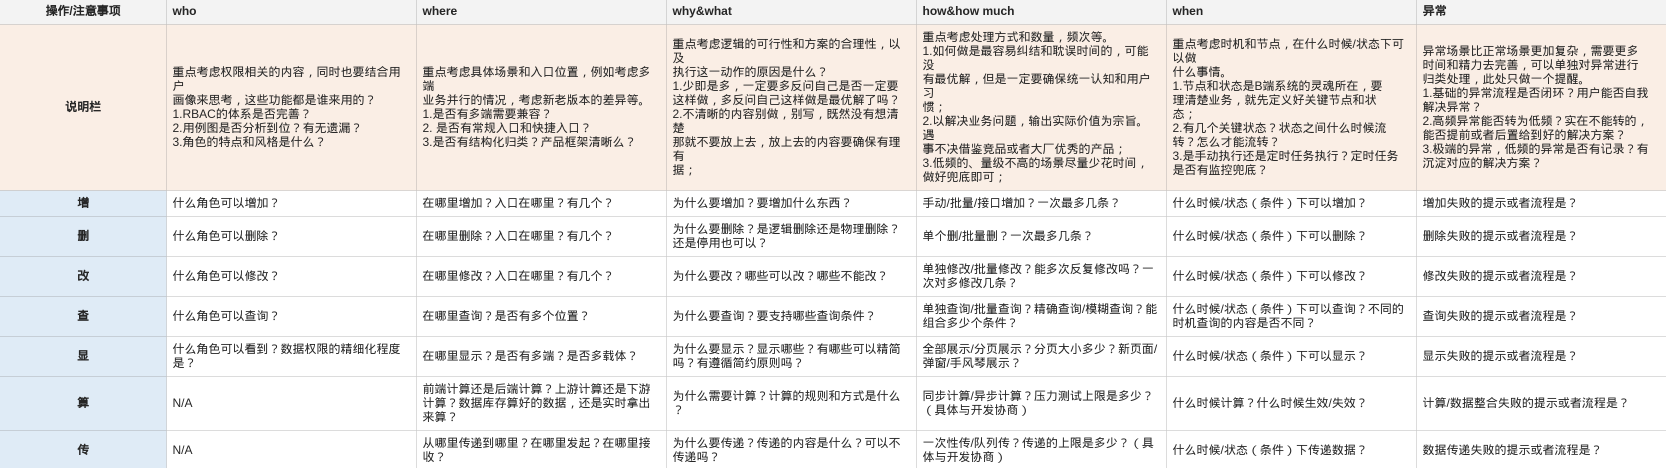 操作/注意事项
who
where
why&what
how&how much
when
异常
说明栏
重点考虑权限相关的内容，同时也要结合用
户
画像来思考，这些功能都是谁来用的？
1.RBAC的体系是否完善？
2.用例图是否分析到位？有无遗漏？
3.角色的特点和风格是什么？
重点考虑具体场景和入口位置，例如考虑多
端
业务并行的情况，考虑新老版本的差异等。
1.是否有多端需要兼容？
2. 是否有常规入口和快捷入口？
3.是否有结构化归类？产品框架清晰么？
重点考虑逻辑的可行性和方案的合理性，以
及
执行这一动作的原因是什么？
1.少即是多，一定要多反问自己是否一定要
这样做，多反问自己这样做是最优解了吗？
2.不清晰的内容别做，别写，既然没有想清
楚
那就不要放上去，放上去的内容要确保有理
有
据；
重点考虑处理方式和数量，频次等。
1.如何做是最容易纠结和耽误时间的，可能
没
有最优解，但是一定要确保统一认知和用户
习
惯；
2.以解决业务问题，输出实际价值为宗旨。
遇
事不决借鉴竞品或者大厂优秀的产品；
3.低频的、量级不高的场景尽量少花时间，
做好兜底即可；
重点考虑时机和节点，在什么时候/状态下可
以做
什么事情。
1.节点和状态是B端系统的灵魂所在，要
理清楚业务，就先定义好关键节点和状
态；
2.有几个关键状态？状态之间什么时候流
转？怎么才能流转？
3.是手动执行还是定时任务执行？定时任务
是否有监控兜底？
异常场景比正常场景更加复杂，需要更多
时间和精力去完善，可以单独对异常进行
归类处理，此处只做一个提醒。
1.基础的异常流程是否闭环？用户能否自我
解决异常？
2.高频异常能否转为低频？实在不能转的，
能否提前或者后置给到好的解决方案？
3.极端的异常，低频的异常是否有记录？有
沉淀对应的解决方案？
增
什么角色可以增加？
在哪里增加？入口在哪里？有几个？
为什么要增加？要增加什么东西？
手动/批量/接口增加？一次最多几条？
什么时候/状态（条件）下可以增加？
增加失败的提示或者流程是？
删
什么角色可以删除？
在哪里删除？入口在哪里？有几个？
为什么要删除？是逻辑删除还是物理删除？
还是停用也可以？
单个删/批量删？一次最多几条？
什么时候/状态（条件）下可以删除？
删除失败的提示或者流程是？
改
什么角色可以修改？
在哪里修改？入口在哪里？有几个？
为什么要改？哪些可以改？哪些不能改？
单独修改/批量修改？能多次反复修改吗？一
次对多修改几条？
什么时候/状态（条件）下可以修改？
修改失败的提示或者流程是？
查
什么角色可以查询？
在哪里查询？是否有多个位置？
为什么要查询？要支持哪些查询条件？
单独查询/批量查询？精确查询/模糊查询？能
组合多少个条件？
什么时候/状态（条件）下可以查询？不同的
时机查询的内容是否不同？
查询失败的提示或者流程是？
显
什么角色可以看到？数据权限的精细化程度
是？
在哪里显示？是否有多端？是否多载体？
为什么要显示？显示哪些？有哪些可以精简
吗？有遵循简约原则吗？
全部展示/分页展示？分页大小多少？新页面/
弹窗/手风琴展示？
什么时候/状态（条件）下可以显示？
显示失败的提示或者流程是？
算
N/A
前端计算还是后端计算？上游计算还是下游
计算？数据库存算好的数据，还是实时拿出
来算？
为什么需要计算？计算的规则和方式是什么
？
同步计算/异步计算？压力测试上限是多少？
（具体与开发协商）
什么时候计算？什么时候生效/失效？
计算/数据整合失败的提示或者流程是？
传
N/A
从哪里传递到哪里？在哪里发起？在哪里接
收？
为什么要传递？传递的内容是什么？可以不
传递吗？
一次性传/队列传？传递的上限是多少？（具
体与开发协商）
什么时候/状态（条件）下传递数据？
数据传递失败的提示或者流程是？